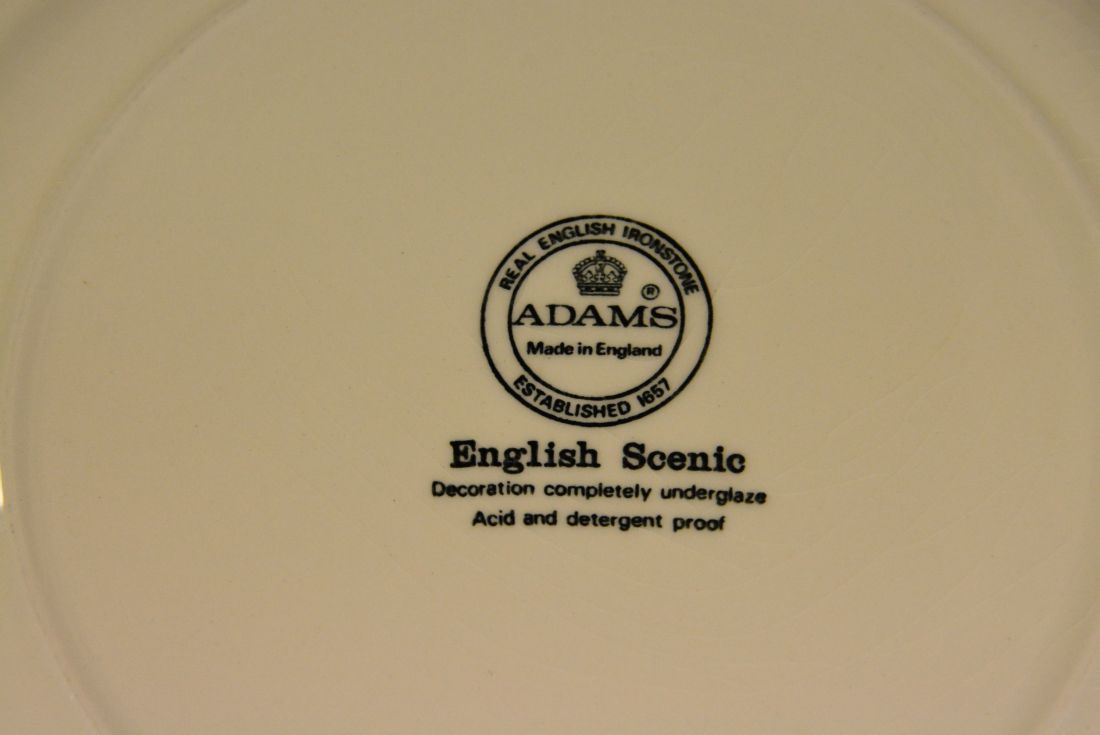 REAL ENGLISH IRONSTONE
®
ADAMS
Made in England
ESTABLISHED 1657
English Scenic
Decoration completely underglaze
Acid and detergent proof